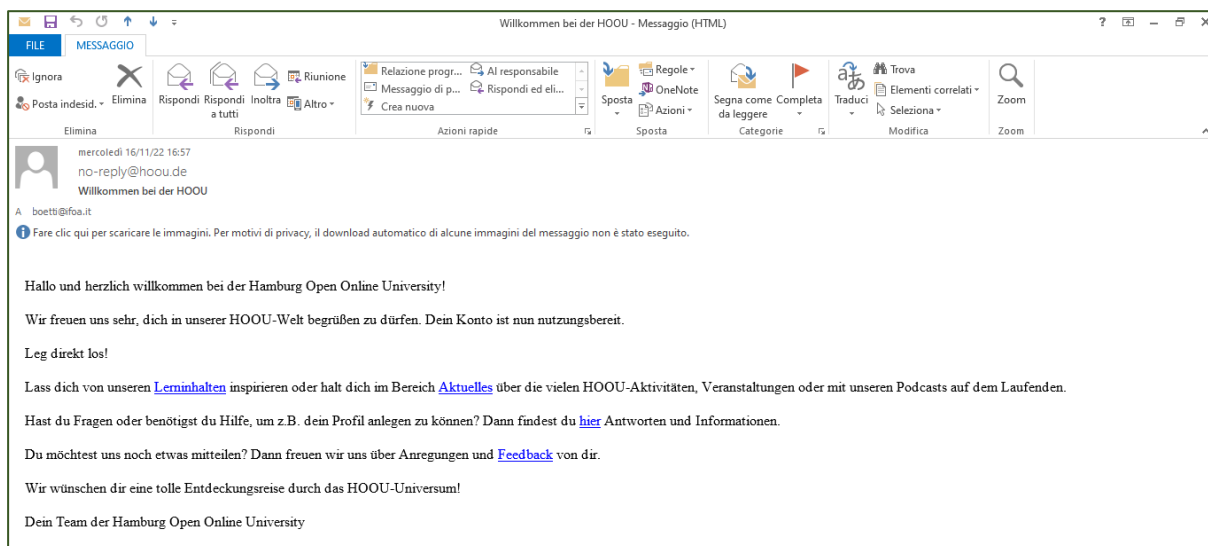 Willkommen bei der HOOU - Messaggio (HTML)
FILE MESSAGGIO
Ignora
Posta indesid.
Elimina
Rispondi Rispondi a tutti Inoltra
Riunione
Altro
Relazione progr... Al responsabile
Messaggio di p... Rispondi ed eli...
Crea nuova
Sposta
Regole
OneNote
Azioni
Segna come da leggere Completa
Traduci
Trova
Elementi correlati
Seleziona
Zoom
Elimina Rispondi Azioni rapide Sposta Categorie Modifica Zoom
mercoledì 16/11/22 16:57
no-reply@hoou.de
Willkommen bei der HOOU
A boetti@ifoa.it
Fare clic qui per scaricare le immagini. Per motivi di privacy, il download automatico di alcune immagini del messaggio non è stato eseguito.
Hallo und herzlich willkommen bei der Hamburg Open Online University!
Wir freuen uns sehr, dich in unserer HOOU-Welt begrüßen zu dürfen. Dein Konto ist nun nutzungsbereit.
Leg direkt los!
Lass dich von unseren Lerninhalten inspirieren oder halt dich im Bereich Aktuelles über die vielen HOOU-Aktivitäten, Veranstaltungen oder mit unseren Podcasts auf dem Laufenden.
Hast du Fragen oder benötigst du Hilfe, um z.B. dein Profil anlegen zu können? Dann findest du hier Antworten und Informationen.
Du möchtest uns noch etwas mitteilen? Dann freuen wir uns über Anregungen und Feedback von dir.
Wir wünschen dir eine tolle Entdeckungsreise durch das HOOU-Universum!
Dein Team der Hamburg Open Online University